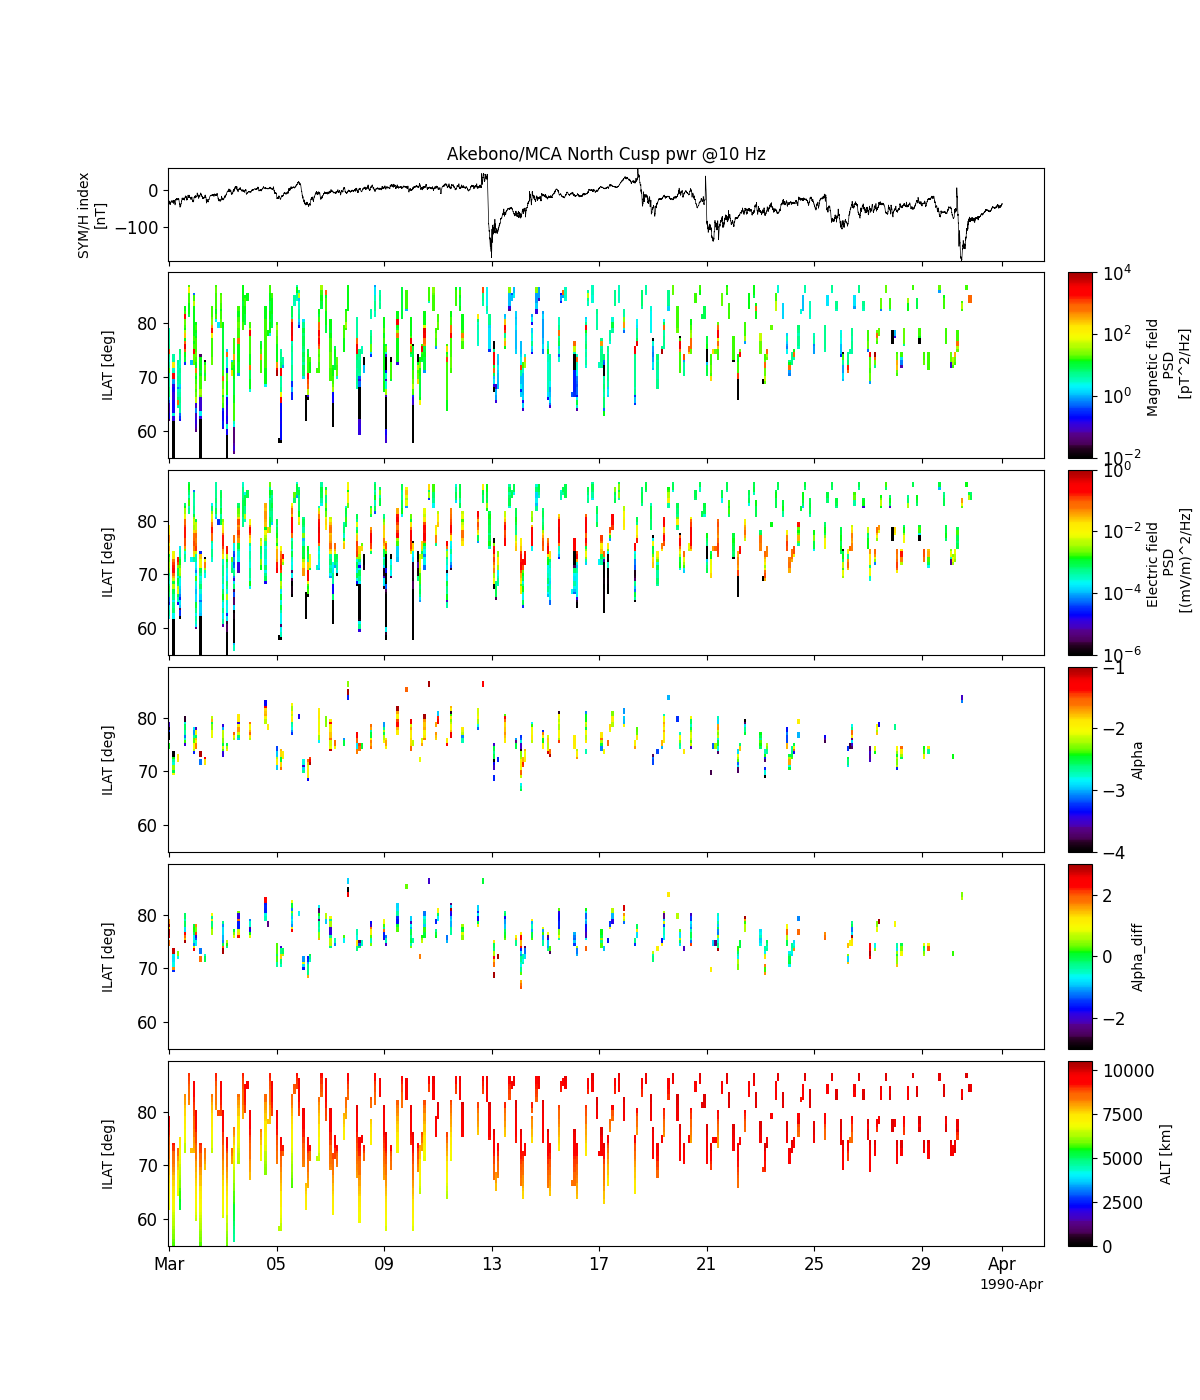 Akebono/MCA North Cusp pwr @10 Hz
SYM/H index
[nT]
0
−100
ILAT [deg]
80
70
60
10^4
10^2
10^0
10^−2
Magnetic field
PSD
[pT^2/Hz]
ILAT [deg]
80
70
60
10^0
10^−2
10^−4
10^−6
Electric field
PSD
[(mV/m)^2/Hz]
ILAT [deg]
80
70
60
−1
−2
−3
−4
Alpha
ILAT [deg]
80
70
60
2
0
−2
Alpha_diff
ILAT [deg]
80
70
60
10000
7500
5000
2500
0
ALT [km]
Mar 05 09 13 17 21 25 29 Apr
1990-Apr